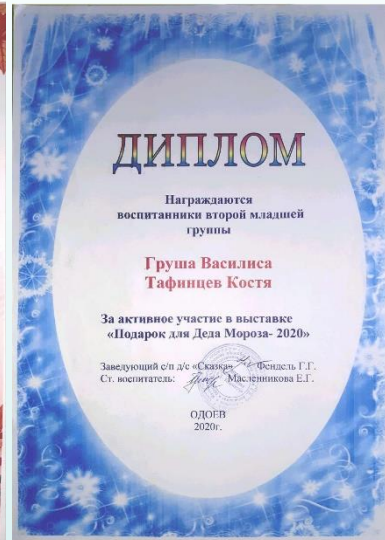 ДИПЛОМ
Награждаются
воспитанники второй младшей
группы
Груша Василиса
Тафинцев Костя
За активное участие в выставке
«Подарок для Деда Мороза- 2020»
Заведующий с/п д/с «Сказка» Фендель Г.Г.
Ст. воспитатель: Масленникова Е.Г.
ОДОЕВ
2020г.